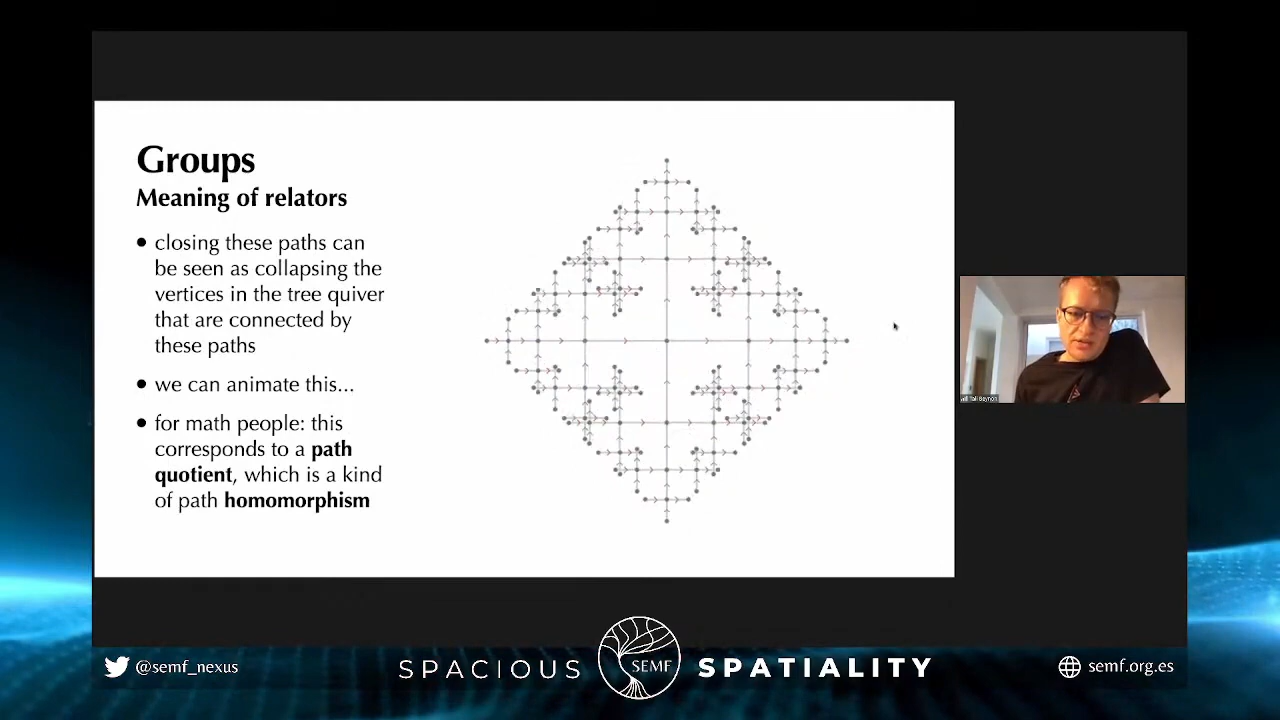 Groups
Meaning of relators
• closing these paths can
be seen as collapsing the
vertices in the tree quiver
that are connected by
these paths
• we can animate this...
• for math people: this
corresponds to a path
quotient, which is a kind
of path homomorphism
Tali Beynon
@semf_nexus
SPACIOUS SEMF SPATIALITY
semf.org.es